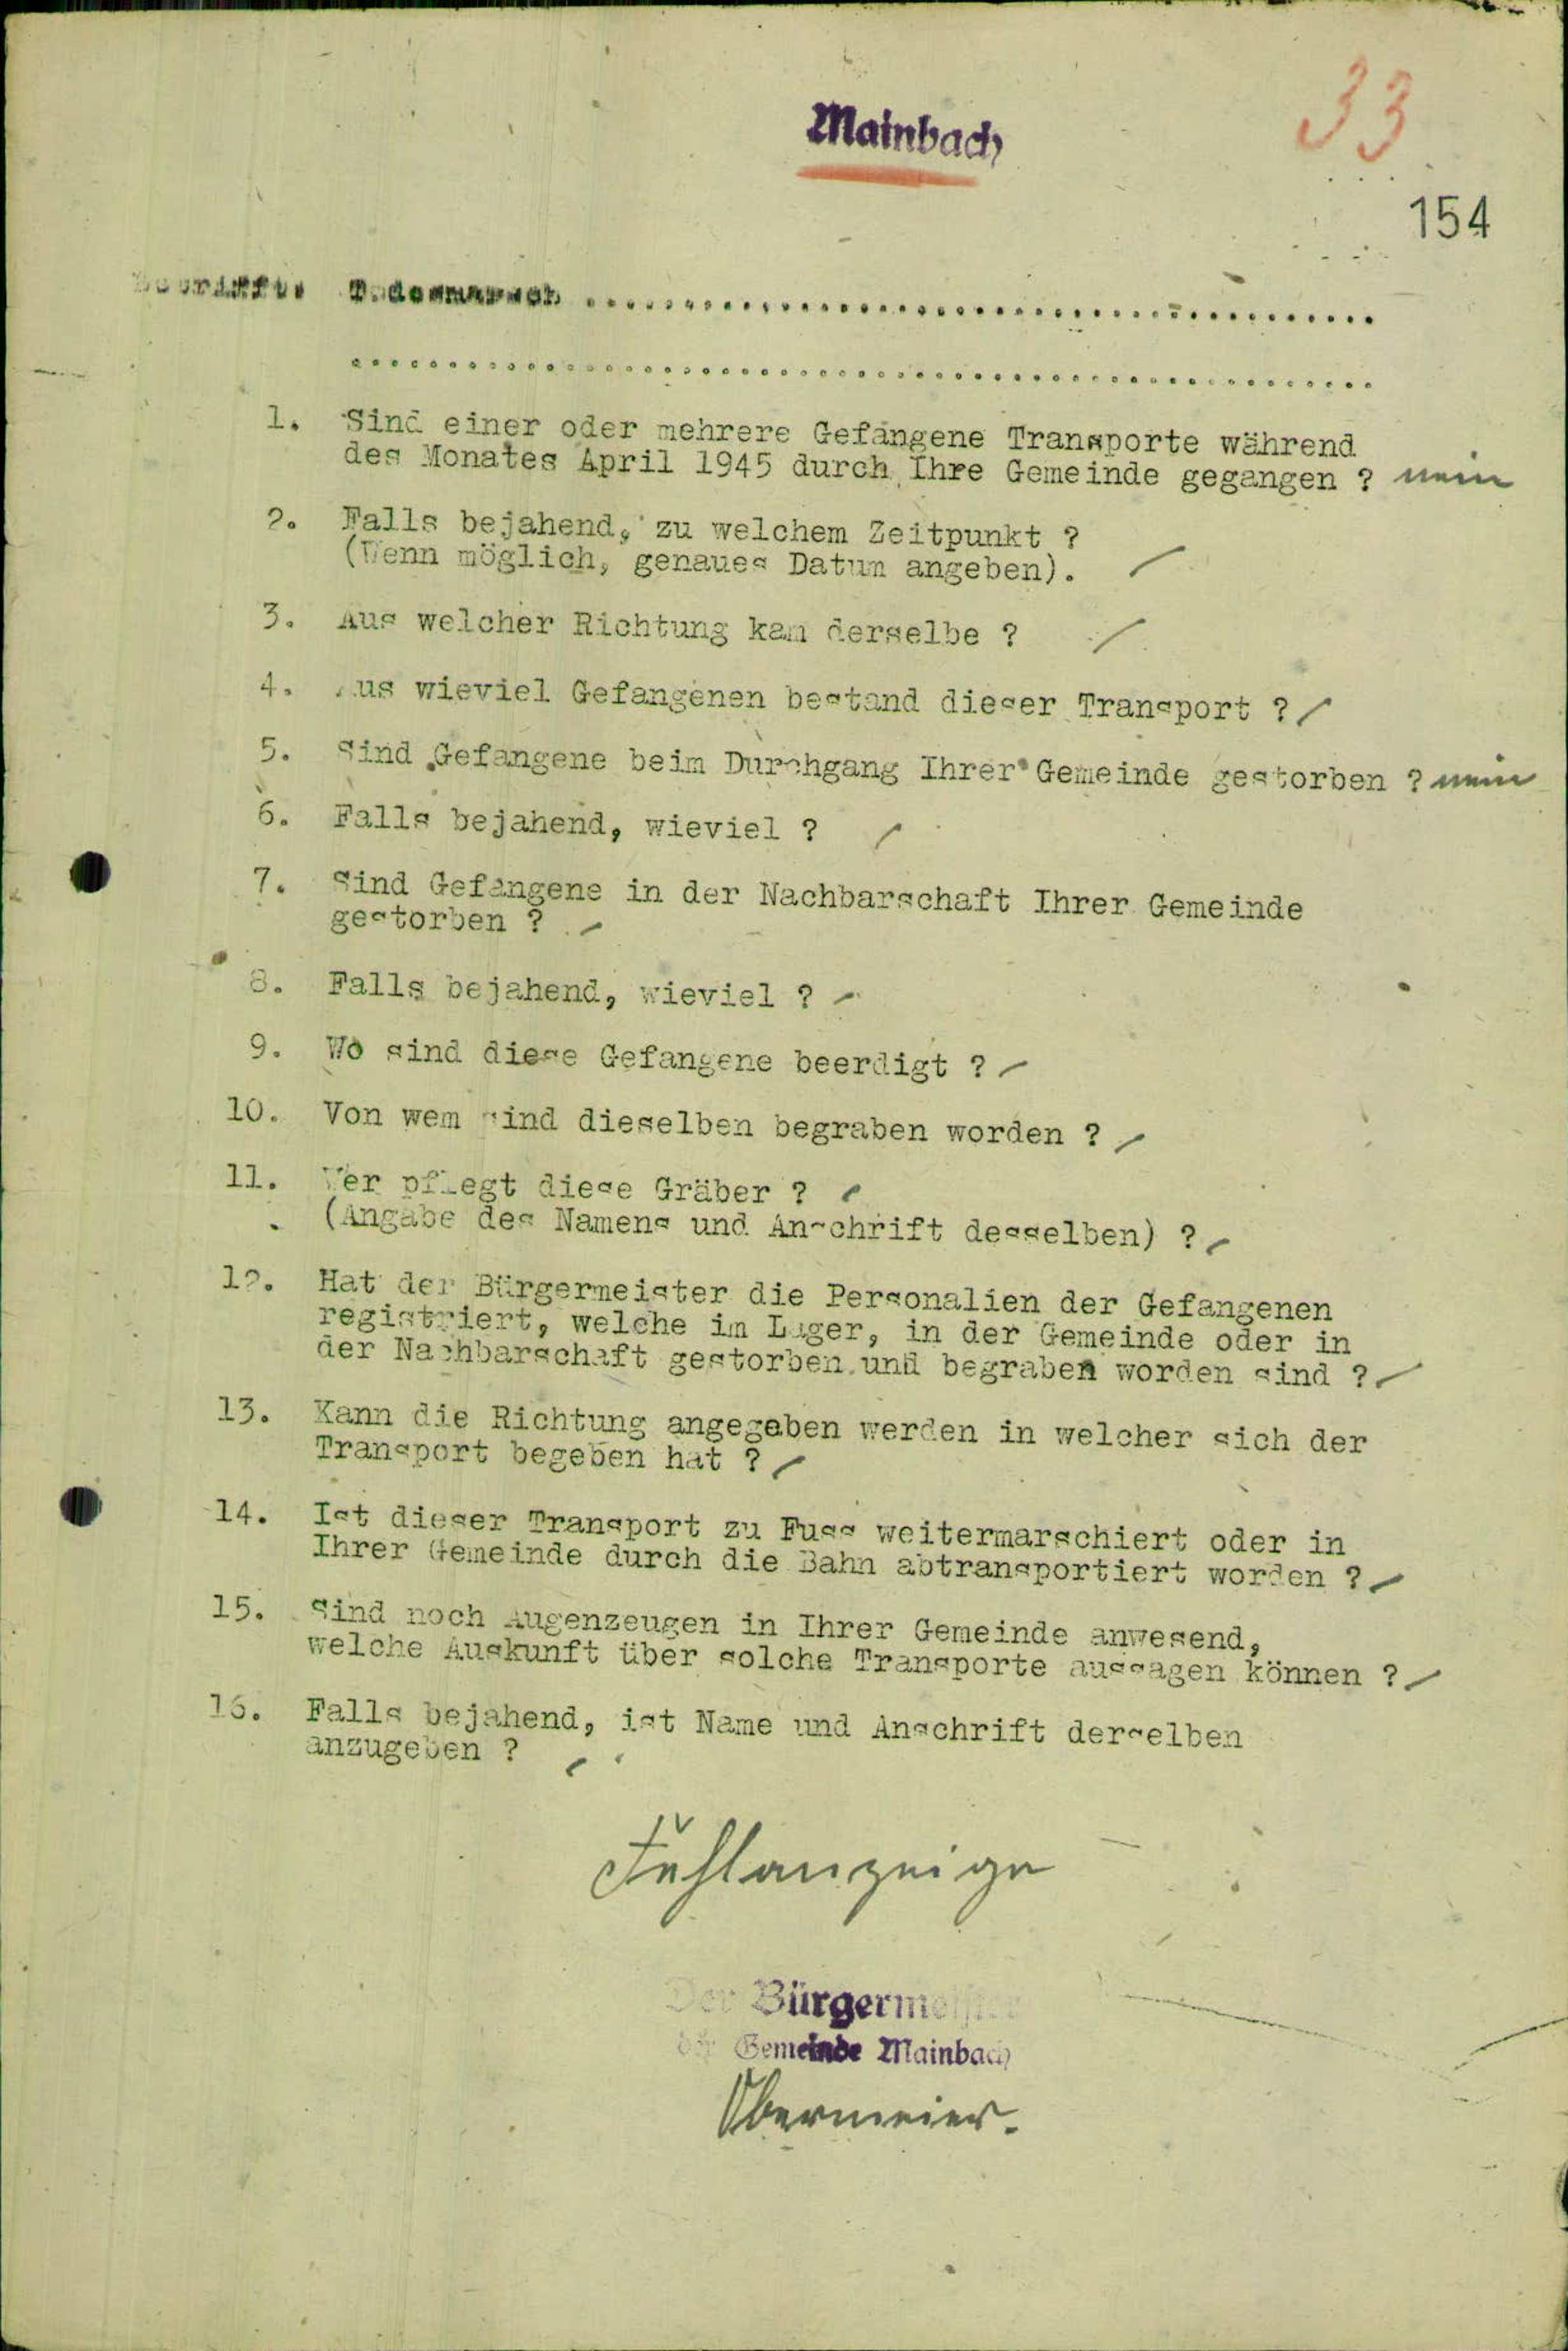 Mainbach
33
154
Betrifft: Todesmarsch ........................................
......................................................
1. Sind einer oder mehrere Gefangene Transporte während
des Monates April 1945 durch Ihre Gemeinde gegangen ? nein
2. Falls bejahend, zu welchem Zeitpunkt ?
(Wenn möglich, genaues Datum angeben). /
3. Aus welcher Richtung kam derselbe ? /
4. Aus wieviel Gefangenen bestand dieser Transport ? /
5. Sind Gefangene beim Durchgang Ihrer Gemeinde gestorben ? nein
6. Falls bejahend, wieviel ? /
7. Sind Gefangene in der Nachbarschaft Ihrer Gemeinde
gestorben ? /
8. Falls bejahend, wieviel ? /
9. Wo sind diese Gefangene beerdigt ? /
10. Von wem sind dieselben begraben worden ? /
11. Wer pflegt diese Gräber ? /
(Angabe des Namens und Anschrift desselben) ? /
12. Hat der Bürgermeister die Personalien der Gefangenen
registriert, welche im Lager, in der Gemeinde oder in
der Nachbarschaft gestorben und begraben worden sind ? /
13. Kann die Richtung angegeben werden in welcher sich der
Transport begeben hat ? /
14. Ist dieser Transport zu Fuss weitermarschiert oder in
Ihrer Gemeinde durch die Bahn abtransportiert worden ? /
15. Sind noch Augenzeugen in Ihrer Gemeinde anwesend,
welche Auskunft über solche Transporte aussagen können ? /
16. Falls bejahend, ist Name und Anschrift derselben
anzugeben ? /
Fehlanzeige
Der Bürgermeister
der Gemeinde Mainbach
Obermeier.